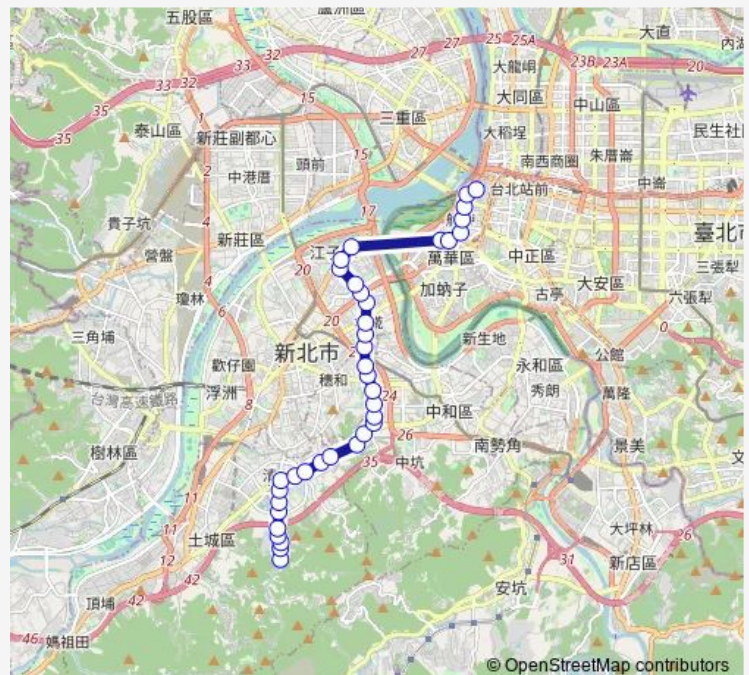 五股區
蘆洲區
大直
內湖
27
27
25
25A
23B
23A
20
33
32
32
33
大龍峒
大同區
中山區
35
35
15
泰山區
1
新莊副都心
三重區
大稻埕
民生社
頭前
15
南西商圈
朱厝崙
2
中港厝
台北站前
中崙
4
貴子坑
17
新莊區
營盤
江子
萬華區
中正區
臺北市
三張犁
20
加蚋子
大安區
瓊林
古亭
六張犁
4
6
三角埔
20
新生地
0
新北市
公館
歡仔園
永和區
穗和
台灣高速鐵路
浮洲
24
秀朗
萬隆
8
中和區
26
南勢角
景美
樹林區
35
中坑
文
11
大坪林
土城區
11
26
12
新店區
31
42
安坑
頂埔
42
46
媽祖田
© OpenStreetMap contributors